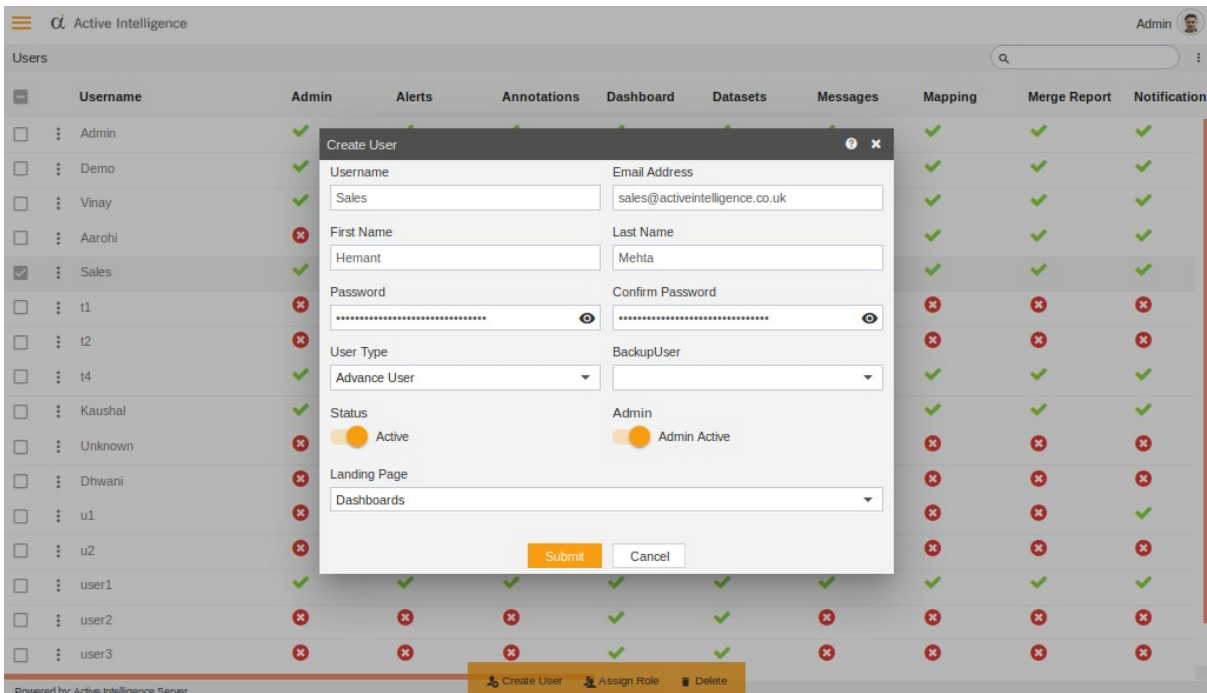 α Active Intelligence Admin
Users
Username Admin Alerts Annotations Dashboard Datasets Messages Mapping Merge Report Notification
Admin
Demo
Vinay
Aarohi
Sales
t1
t2
t4
Kaushal
Unknown
Dhwani
u1
u2
user1
user2
user3
Create User
Username Email Address
Sales sales@activeintelligence.co.uk
First Name Last Name
Hemant Mehta
Password Confirm Password
User Type BackupUser
Advance User
Status Admin
Active Admin Active
Landing Page
Dashboards
Submit Cancel
Create User Assign Role Delete
Powered by: Active Intelligence Server